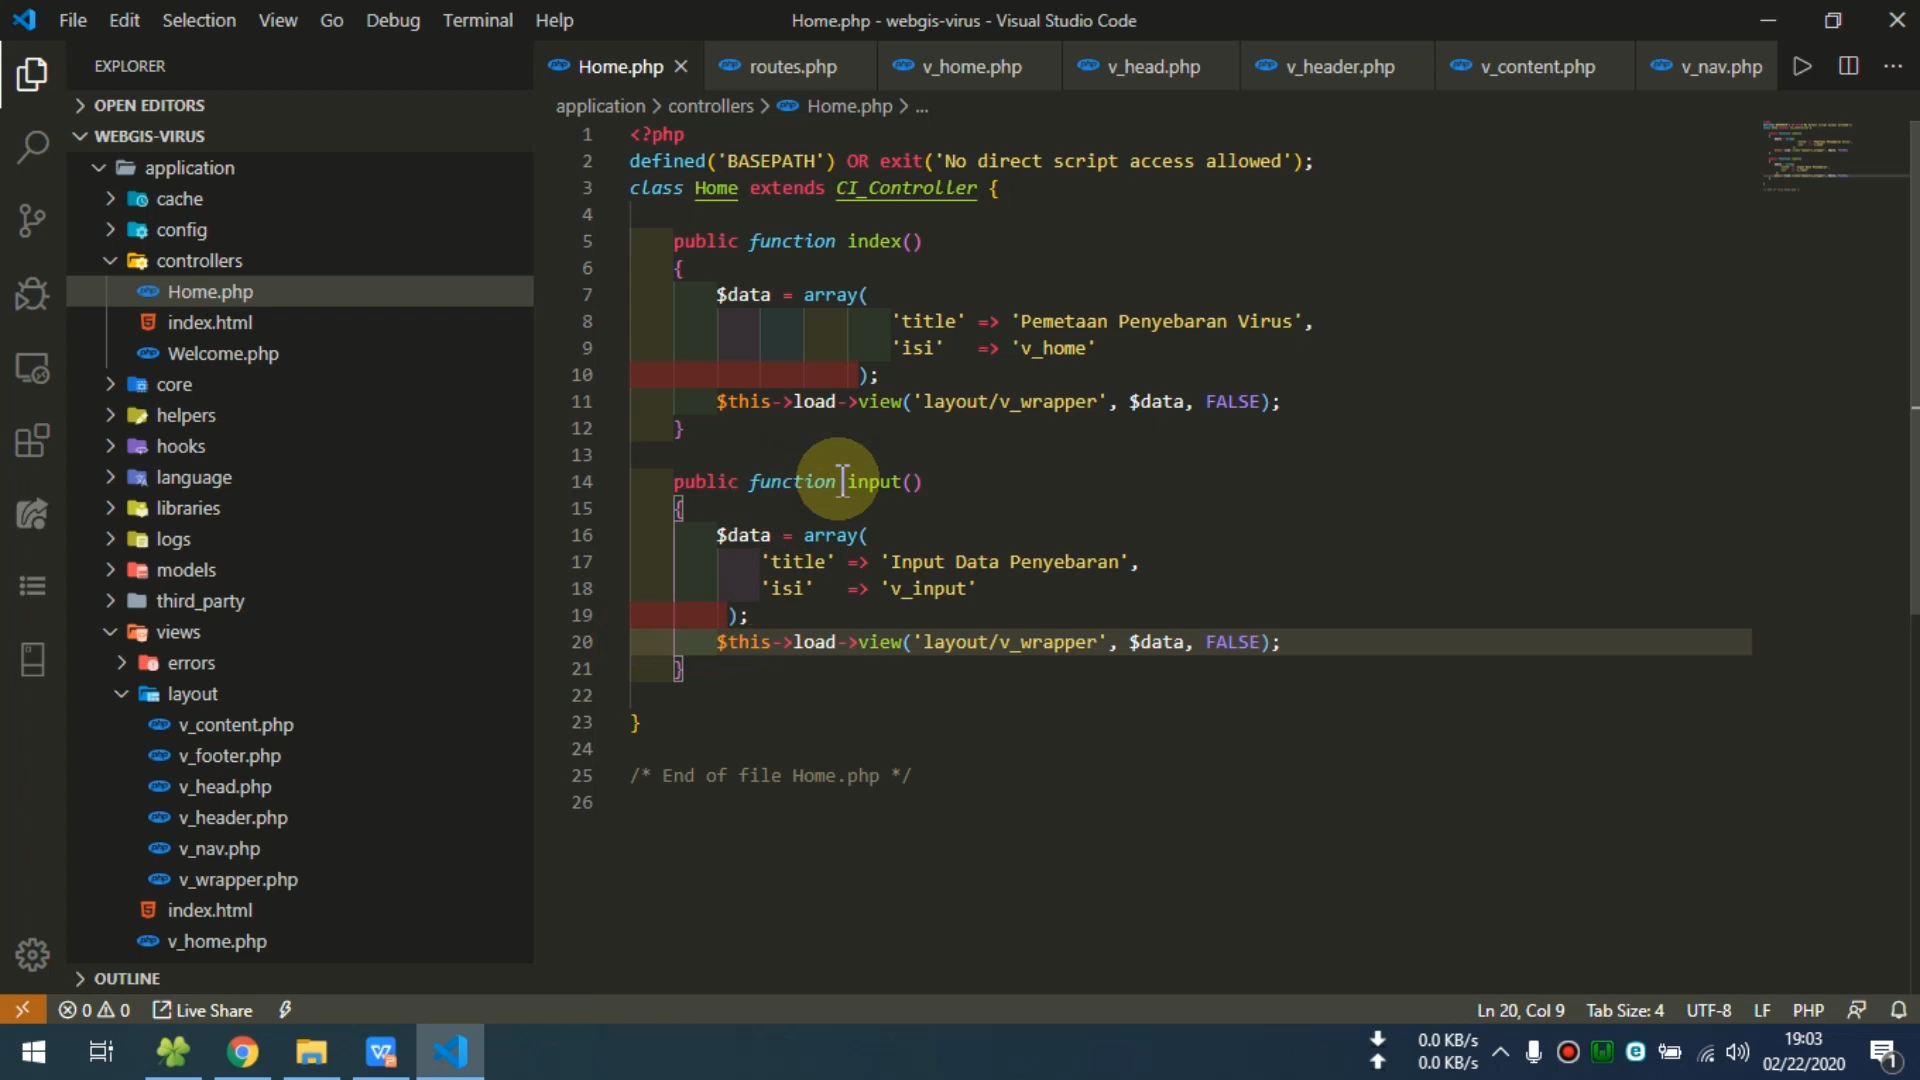 File Edit Selection View Go Debug Terminal Help
Home.php - webgis-virus - Visual Studio Code
EXPLORER
OPEN EDITORS
WEBGIS-VIRUS
application
cache
config
controllers
Home.php
index.html
Welcome.php
core
helpers
hooks
language
libraries
logs
models
third_party
views
errors
layout
v_content.php
v_footer.php
v_head.php
v_header.php
v_nav.php
v_wrapper.php
index.html
v_home.php
OUTLINE
Home.php routes.php v_home.php v_head.php v_header.php v_content.php v_nav.php
application > controllers > Home.php > ...
1 <?php
2 defined('BASEPATH') OR exit('No direct script access allowed');
3 class Home extends CI_Controller {
4
5 public function index()
6 {
7 $data = array(
8 'title' => 'Pemetaan Penyebaran Virus',
9 'isi' => 'v_home'
10 );
11 $this->load->view('layout/v_wrapper', $data, FALSE);
12 }
13
14 public function input()
15 {
16 $data = array(
17 'title' => 'Input Data Penyebaran',
18 'isi' => 'v_input'
19 );
20 $this->load->view('layout/v_wrapper', $data, FALSE);
21 }
22
23 }
24
25 /* End of file Home.php */
26
0 0 Live Share
Ln 20, Col 9 Tab Size: 4 UTF-8 LF PHP
0.0 KB/s
0.0 KB/s
19:03
02/22/2020
1